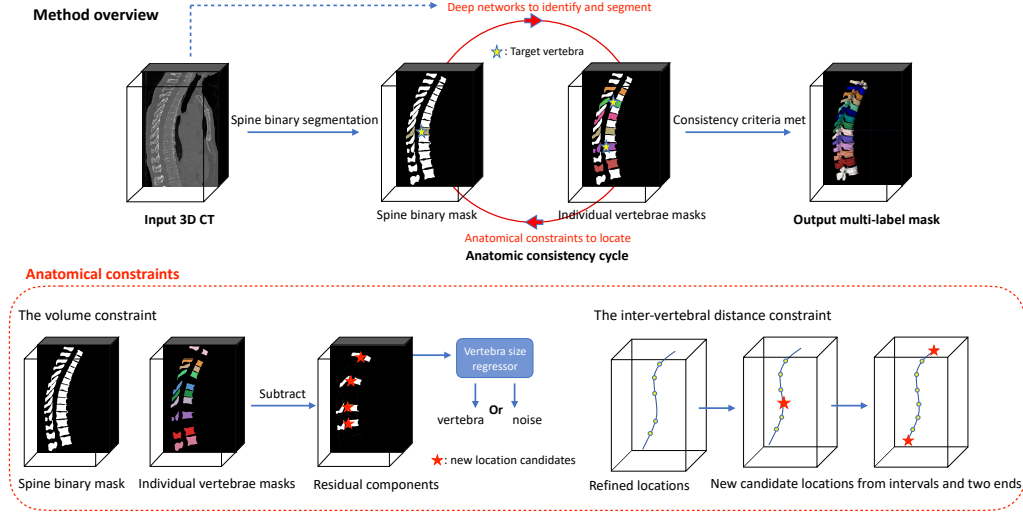 Method overview
Deep networks to identify and segment
: Target vertebra
Spine binary segmentation
Consistency criteria met
Input 3D CT
Spine binary mask
Individual vertebrae masks
Output multi-label mask
Anatomical constraints to locate
Anatomic consistency cycle
Anatomical constraints
The volume constraint
The inter-vertebral distance constraint
Subtract
Vertebra size
regressor
Or
vertebra
noise
: new location candidates
Spine binary mask
Individual vertebrae masks
Residual components
Refined locations
New candidate locations from intervals and two ends